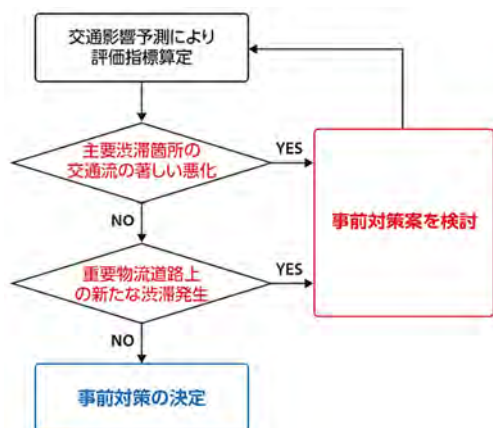 交通影響予測により
評価指標算定
主要渋滞箇所の
交通流の著しい悪化
YES
NO
事前対策案を検討
重要物流道路上
の新たな渋滞発生
YES
NO
事前対策の決定